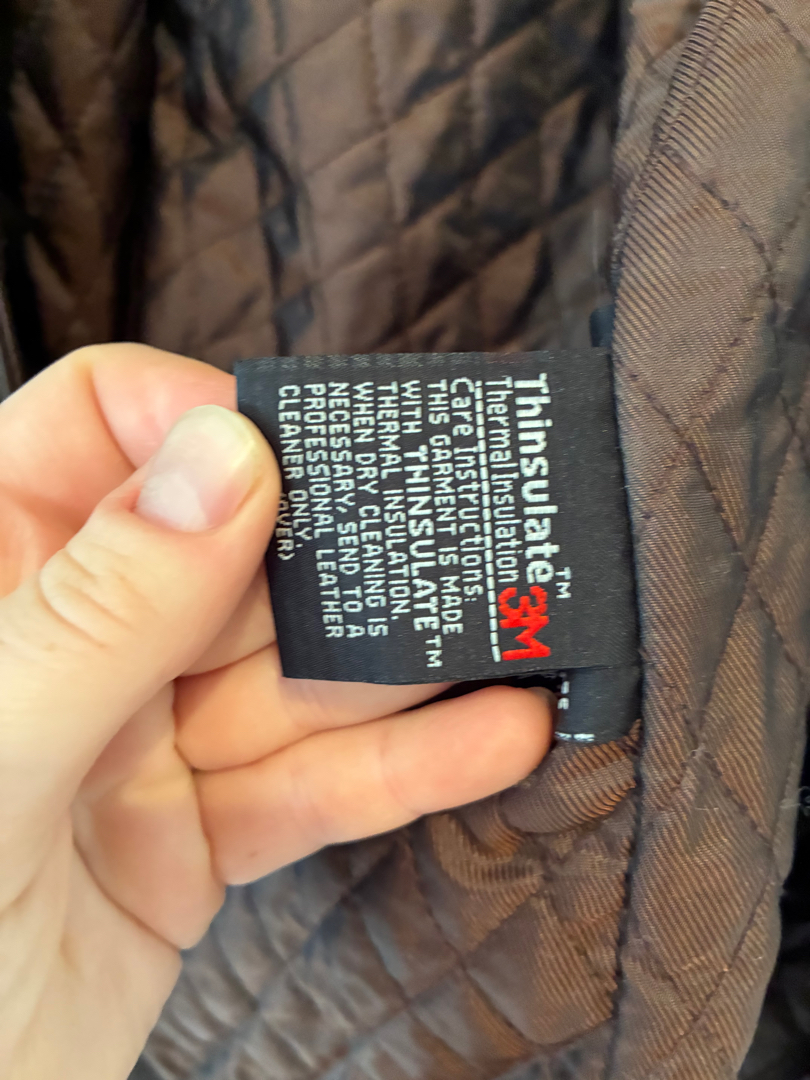 Thinsulate™
Thermal Insulation 3M
Care Instructions:
THIS GARMENT IS MADE
WITH THINSULATE™
THERMAL INSULATION.
WHEN DRY CLEANING IS
NECESSARY, SEND TO A
PROFESSIONAL LEATHER
CLEANER ONLY.
(OVER)